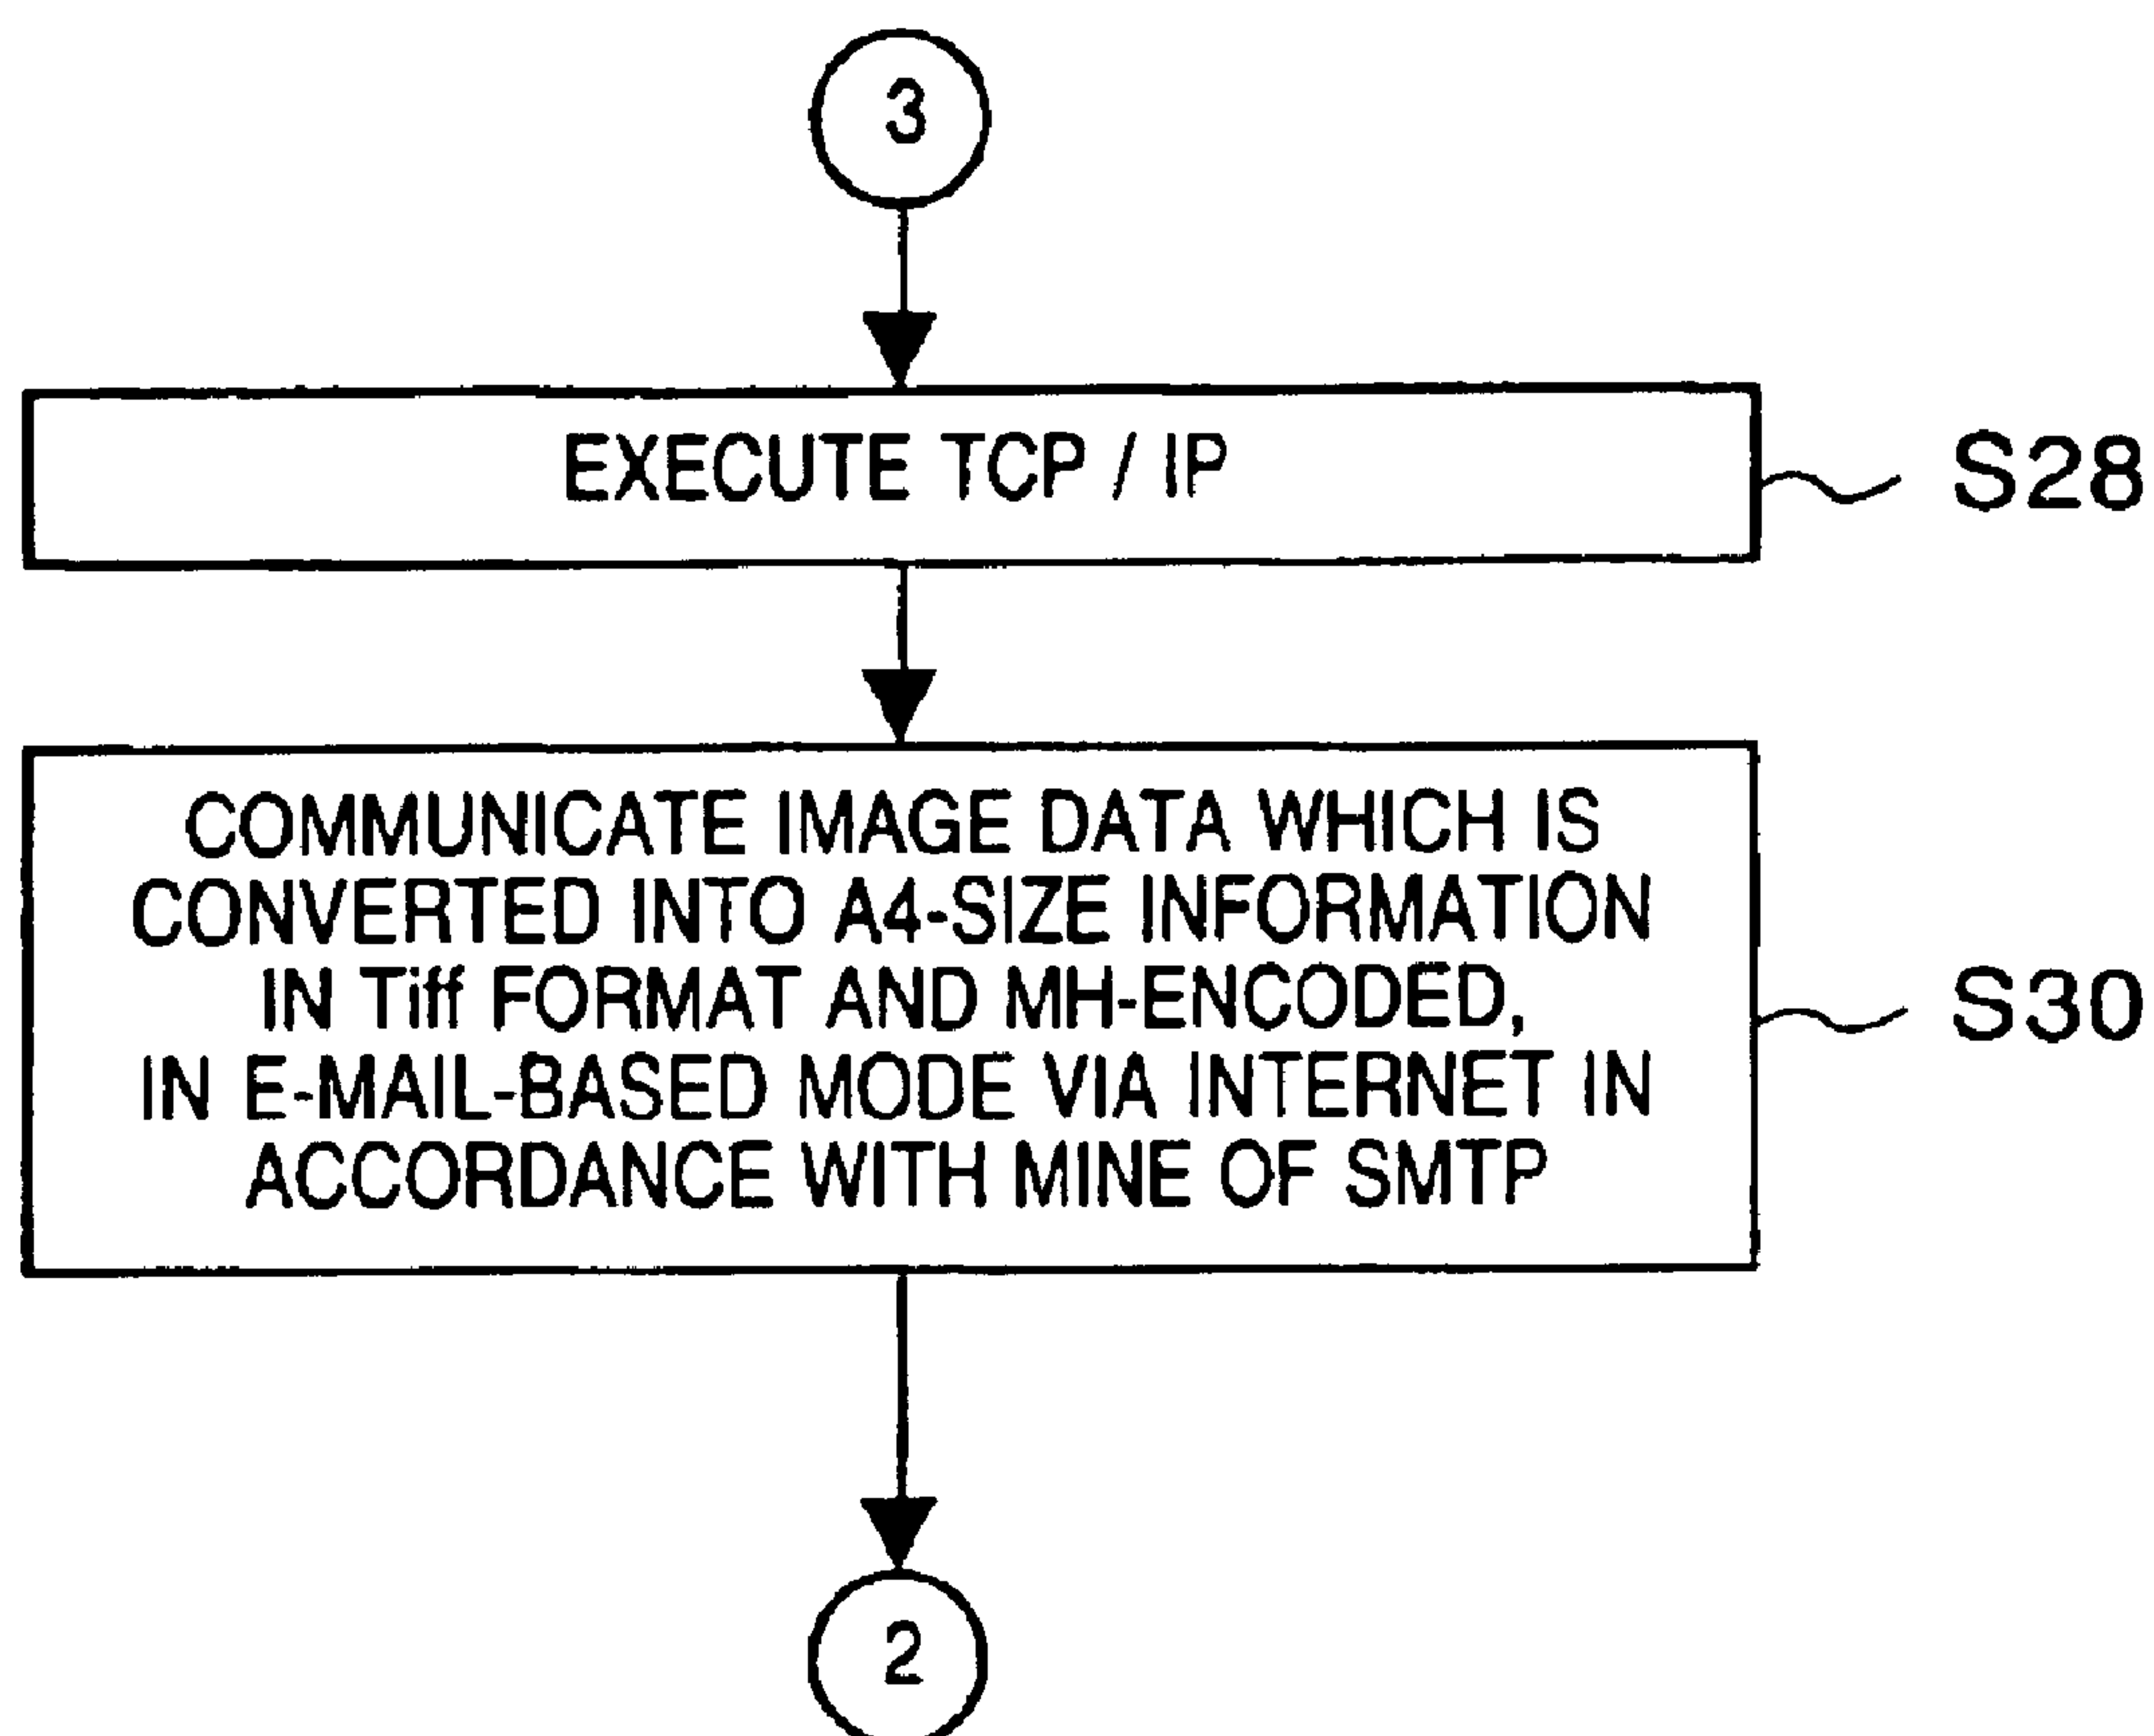 3
EXECUTE TCP / IP
S28
COMMUNICATE IMAGE DATA WHICH IS
CONVERTED INTO A4-SIZE INFORMATION
IN Tiff FORMAT AND MH-ENCODED,
IN E-MAIL-BASED MODE VIA INTERNET IN
ACCORDANCE WITH MINE OF SMTP
S30
2